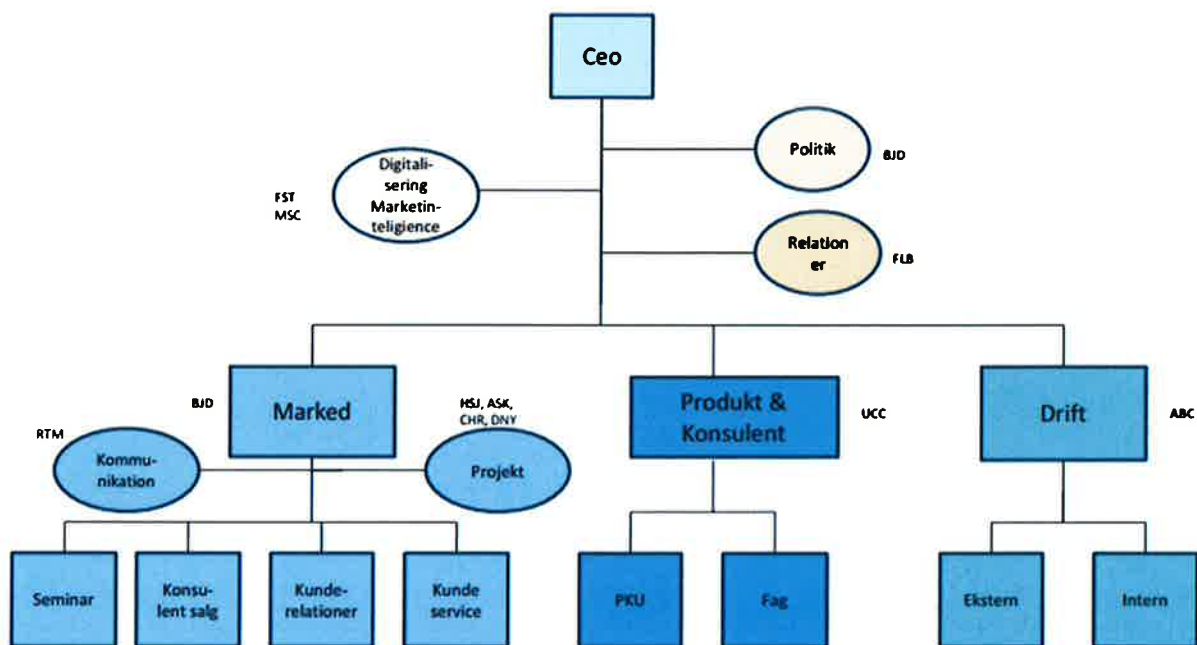 Ceo
Politik
BJD
Digitali-
sering
Marketin-
teligience
FST
MSC
Relation
er
FLB
BJD
Marked
HSJ, ASK,
CHR, DNY
RTM
Kommu-
nikation
Projekt
Produkt &
Konsulent
UCC
Drift
ABC
Seminar
Konsu-
lent salg
Kunde-
relationer
Kunde
service
PKU
Fag
Ekstern
Intern